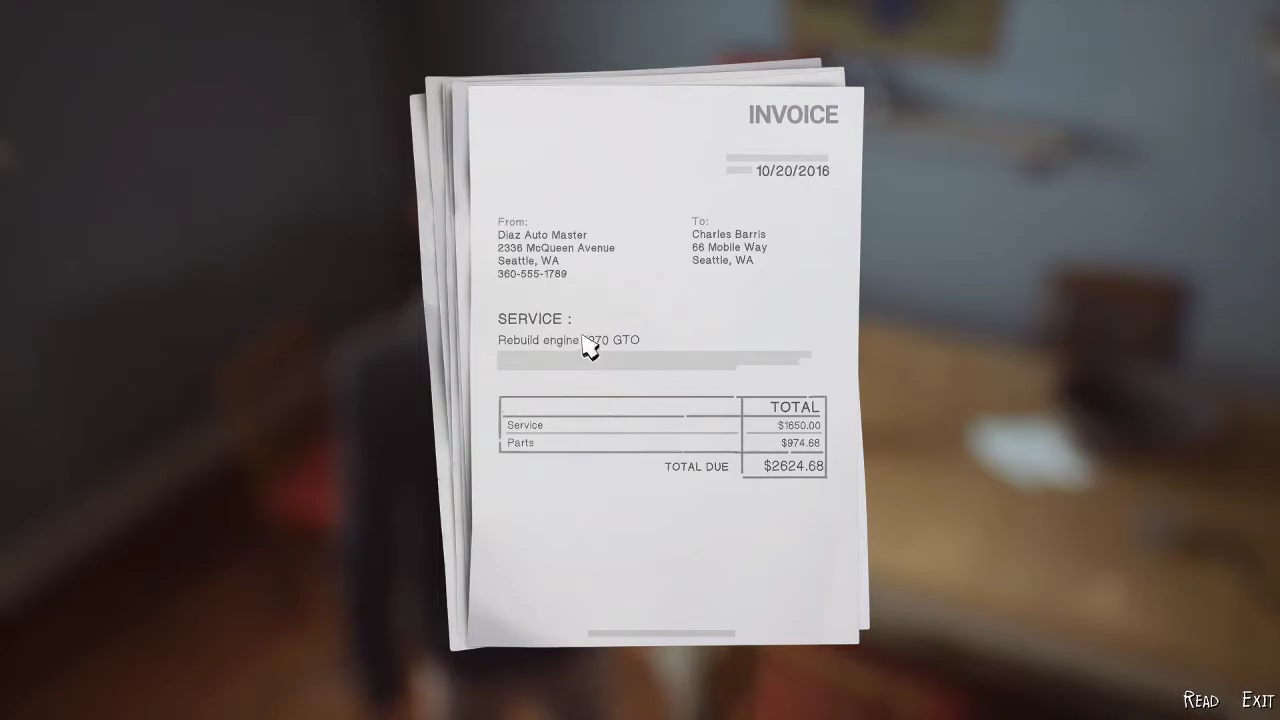 INVOICE
10/20/2016
From:
Diaz Auto Master
2336 McQueen Avenue
Seattle, WA
360-555-1789
To:
Charles Barris
66 Mobile Way
Seattle, WA
SERVICE :
Rebuild engine GTO
TOTAL
Service $1650.00
Parts $974.68
TOTAL DUE $2624.68
READ EXIT